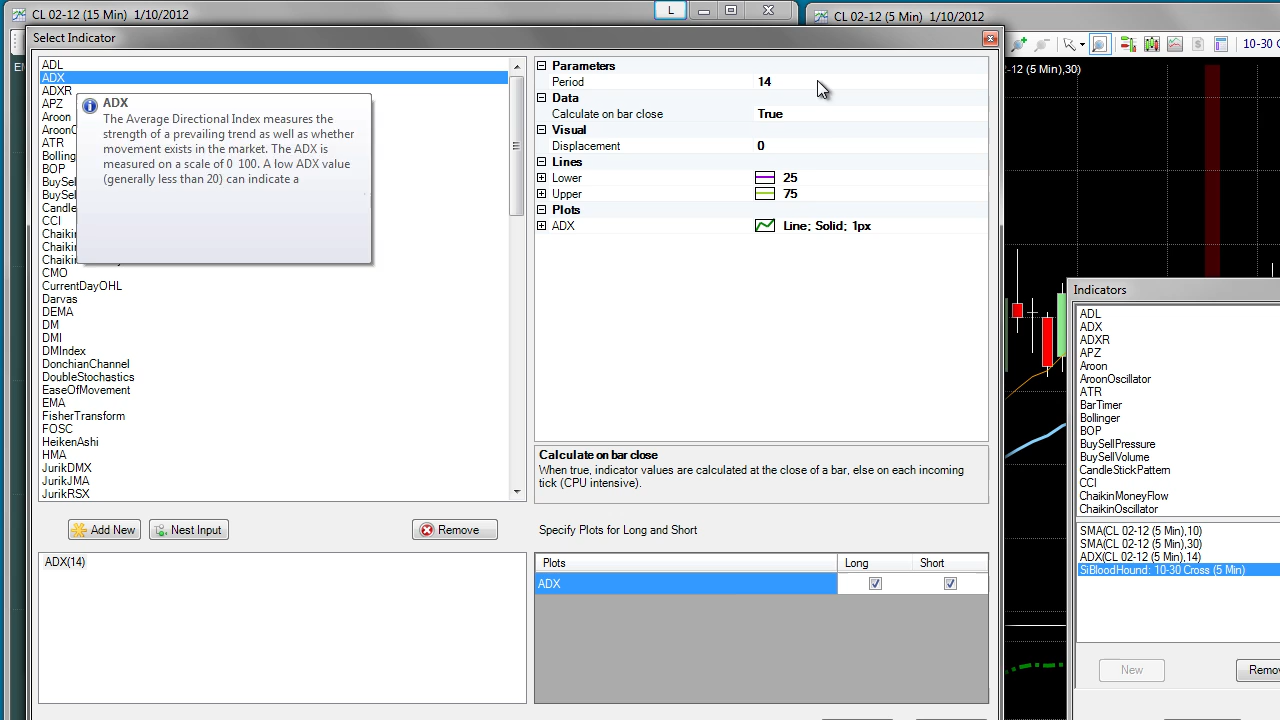 CL 02-12 (15 Min) 1/10/2012
L
CL 02-12 (5 Min) 1/10/2012
Select Indicator
10-30 C
-12 (5 Min),30)
ADL
ADX
ADXR
APZ
Aroon
ATR
BOP
CCI
CMO
CurrentDayOHL
Darvas
DEMA
DM
DMI
DMIndex
DonchianChannel
DoubleStochastics
EaseOfMovement
EMA
FisherTransform
FOSC
HeikenAshi
HMA
JurikDMX
JurikJMA
JurikRSX
ADX
The Average Directional Index measures the
strength of a prevailing trend as well as whether
movement exists in the market. The ADX is
measured on a scale of 0 100. A low ADX value
(generally less than 20) can indicate a
Parameters
Period 14
Data
Calculate on bar close True
Visual
Displacement 0
Lines
Lower 25
Upper 75
Plots
ADX Line; Solid; 1px
Calculate on bar close
When true, indicator values are calculated at the close of a bar, else on each incoming
tick (CPU intensive).
Add New
Nest Input
Remove
Specify Plots for Long and Short
ADX(14)
Plots Long Short
ADX
Indicators
ADL
ADX
ADXR
APZ
Aroon
AroonOscillator
ATR
BarTimer
Bollinger
BOP
BuySellPressure
BuySellVolume
CandleStickPattern
CCI
ChaikinMoneyFlow
ChaikinOscillator
SMA(CL 02-12 (5 Min),10)
SMA(CL 02-12 (5 Min),30)
ADX(CL 02-12 (5 Min),14)
SiBloodHound: 10-30 Cross (5 Min)
New
Remov